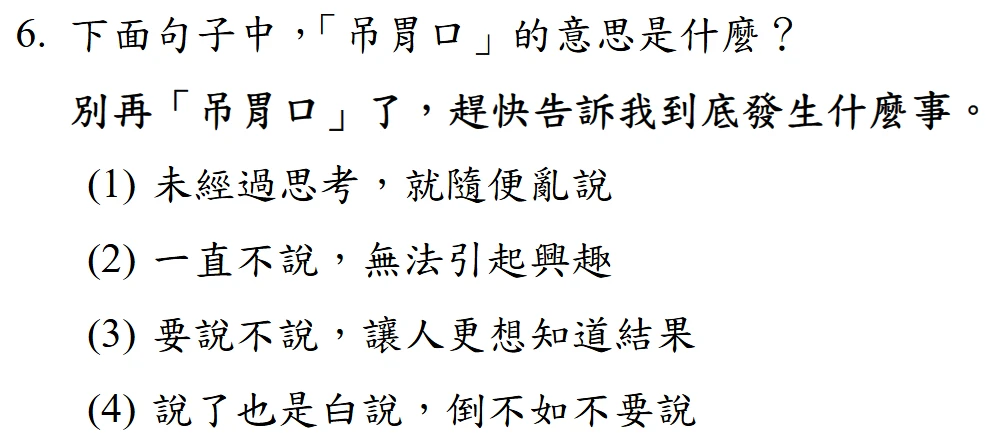 6. 下面句子中,「吊胃口」的意思是什麼?
別再「吊胃口」了,趕快告訴我到底發生什麼事。
(1) 未經過思考,就隨便亂說
(2) 一直不說,無法引起興趣
(3) 要說不說,讓人更想知道結果
(4) 說了也是白說,倒不如不要說